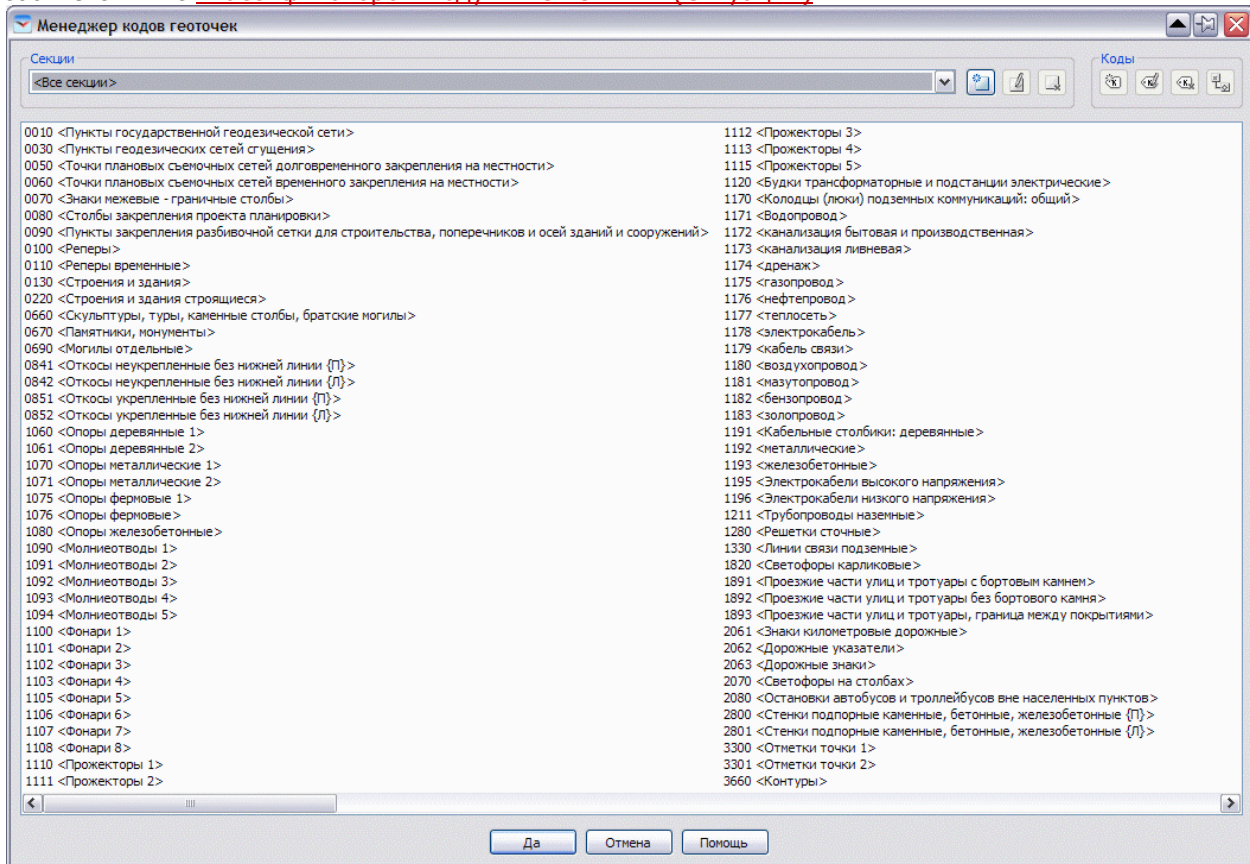 Менеджер кодов геоточек
Секции
<Все секции>
Коды
0010 <Пункты государственной геодезической сети>
0030 <Пункты геодезических сетей сгущения>
0050 <Точки плановых съемочных сетей долговременного закрепления на местности>
0060 <Точки плановых съемочных сетей временного закрепления на местности>
0070 <Знаки межевые - граничные столбы>
0080 <Столбы закрепления проекта планировки>
0090 <Пункты закрепления разбивочной сетки для строительства, поперечников и осей зданий и сооружений>
0100 <Реперы>
0110 <Реперы временные>
0130 <Строения и здания>
0220 <Строения и здания строящиеся>
0660 <Скульптуры, туры, каменные столбы, братские могилы>
0670 <Памятники, монументы>
0690 <Могилы отдельные>
0841 <Откосы неукрепленные без нижней линии {П}>
0842 <Откосы неукрепленные без нижней линии {Л}>
0851 <Откосы укрепленные без нижней линии {П}>
0852 <Откосы укрепленные без нижней линии {Л}>
1060 <Опоры деревянные 1>
1061 <Опоры деревянные 2>
1070 <Опоры металлические 1>
1071 <Опоры металлические 2>
1075 <Опоры фермовые 1>
1076 <Опоры фермовые>
1080 <Опоры железобетонные>
1090 <Молниеотводы 1>
1091 <Молниеотводы 2>
1092 <Молниеотводы 3>
1093 <Молниеотводы 4>
1094 <Молниеотводы 5>
1100 <Фонари 1>
1101 <Фонари 2>
1102 <Фонари 3>
1103 <Фонари 4>
1105 <Фонари 5>
1106 <Фонари 6>
1107 <Фонари 7>
1108 <Фонари 8>
1110 <Прожекторы 1>
1111 <Прожекторы 2>
1112 <Прожекторы 3>
1113 <Прожекторы 4>
1115 <Прожекторы 5>
1120 <Будки трансформаторные и подстанции электрические>
1170 <Колодцы (люки) подземных коммуникаций: общий>
1171 <Водопровод>
1172 <канализация бытовая и производственная>
1173 <канализация ливневая>
1174 <дренаж>
1175 <газопровод>
1176 <нефтепровод>
1177 <теплосеть>
1178 <электрокабель>
1179 <кабель связи>
1180 <воздухопровод>
1181 <мазутопровод>
1182 <бензопровод>
1183 <золопровод>
1191 <Кабельные столбики: деревянные>
1192 <металлические>
1193 <железобетонные>
1195 <Электрокабели высокого напряжения>
1196 <Электрокабели низкого напряжения>
1211 <Трубопроводы наземные>
1280 <Решетки сточные>
1330 <Линии связи подземные>
1820 <Светофоры карликовые>
1891 <Проезжие части улиц и тротуары с бортовым камнем>
1892 <Проезжие части улиц и тротуары без бортового камня>
1893 <Проезжие части улиц и тротуары, граница между покрытиями>
2061 <Знаки километровые дорожные>
2062 <Дорожные указатели>
2063 <Дорожные знаки>
2070 <Светофоры на столбах>
2080 <Остановки автобусов и троллейбусов вне населенных пунктов>
2800 <Стенки подпорные каменные, бетонные, железобетонные {П}>
2801 <Стенки подпорные каменные, бетонные, железобетонные {Л}>
3300 <Отметки точки 1>
3301 <Отметки точки 2>
3660 <Контуры>
Да
Отмена
Помощь